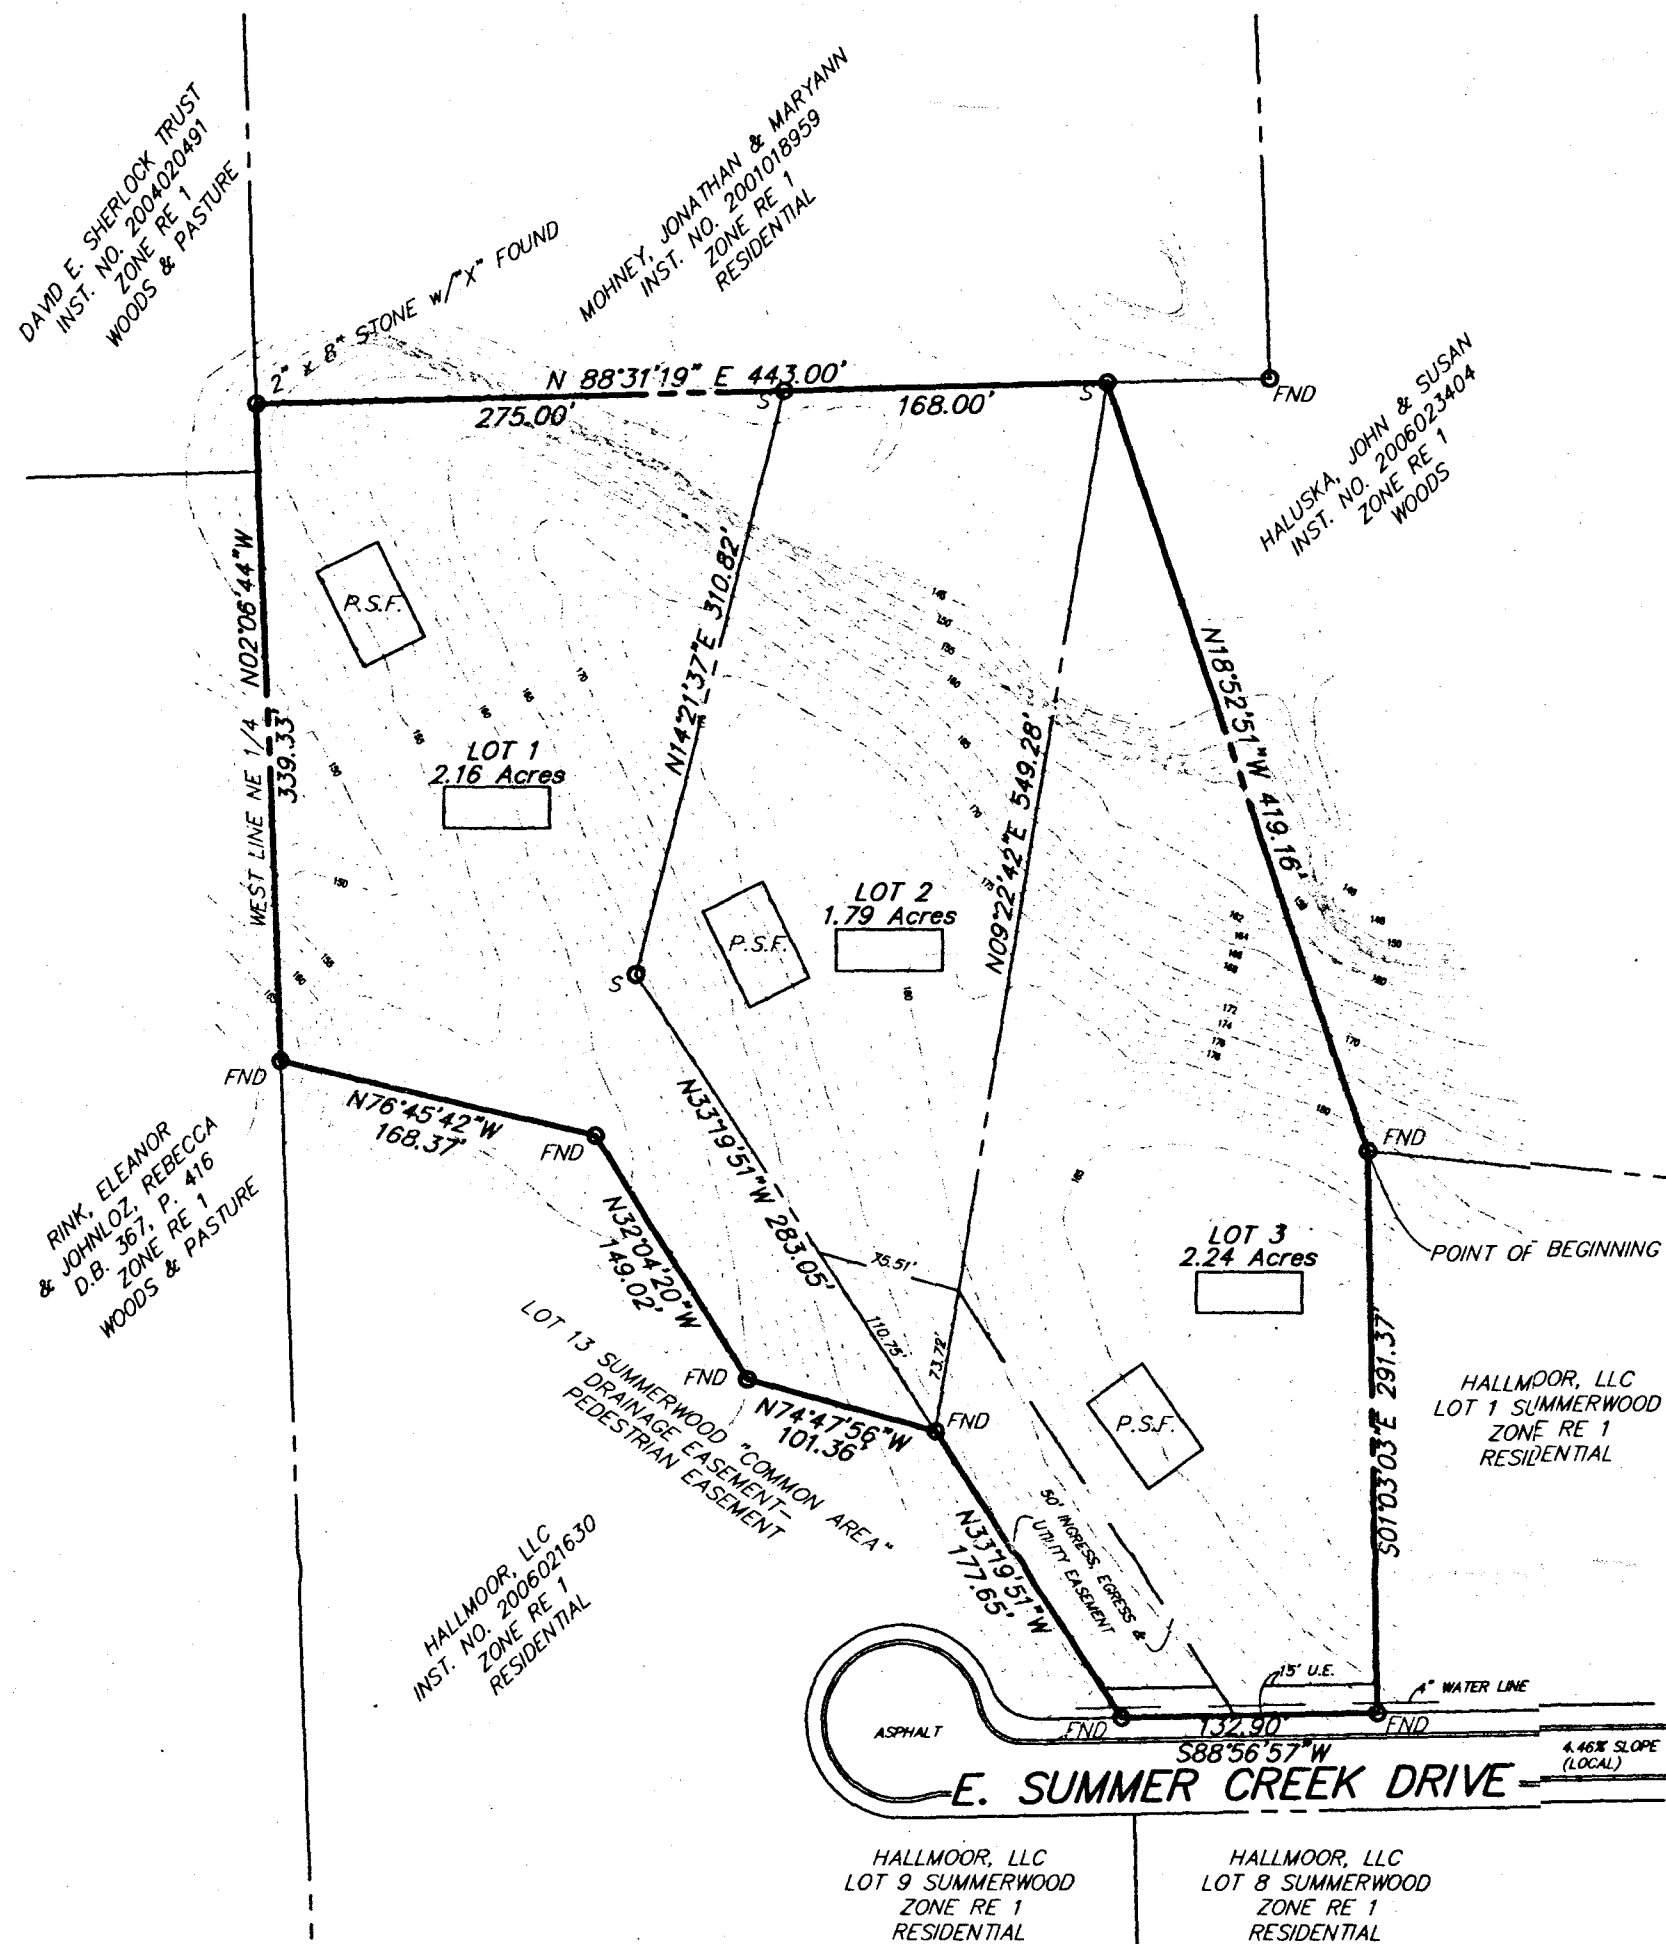 DAVID E. SHERLOCK TRUST
INST. NO. 2004020491
ZONE RE 1
WOODS & PASTURE
MOHNEY, JONATHAN & MARYANN
INST. NO. 2001018959
ZONE RE 1
RESIDENTIAL
2" x 8" STONE w/"X" FOUND
N 88°31'19" E 443.00'
275.00'
S
168.00'
S
FND
HALUSKA, JOHN & SUSAN
INST. NO. 2006023404
ZONE RE 1
WOODS
WEST LINE NE 1/4 N02°06'44"W
339.33'
P.S.F.
N14°21'37"E 310.82'
N18°52'51"W 419.16'
LOT 1
2.16 Acres
N09°22'42"E 549.28'
LOT 2
1.79 Acres
P.S.F.
S
FND
N76°45'42"W
168.37'
FND
N33°19'51"W 283.05'
FND
RINK, ELEANOR
& JOHNLOZ, REBECCA
D.B. 367, P. 416
ZONE RE 1
WOODS & PASTURE
N32°04'20"W
149.02'
75.51'
110.75'
73.72'
LOT 3
2.24 Acres
POINT OF BEGINNING
LOT 13 SUMMERWOOD "COMMON AREA"
DRAINAGE EASEMENT-
PEDESTRIAN EASEMENT
FND
N74°47'56"W
101.36'
FND
P.S.F.
S01°03'03"E 291.37'
HALLMOOR, LLC
LOT 1 SUMMERWOOD
ZONE RE 1
RESIDENTIAL
HALLMOOR, LLC
INST. NO. 2006021630
ZONE RE 1
RESIDENTIAL
N33°19'51"W
177.65'
50' INGRESS, EGRESS &
UTILITY EASEMENT
15' U.E.
4" WATER LINE
ASPHALT
FND
132.90'
FND
S88°56'57"W
4.46% SLOPE
(LOCAL)
E. SUMMER CREEK DRIVE
HALLMOOR, LLC
LOT 9 SUMMERWOOD
ZONE RE 1
RESIDENTIAL
HALLMOOR, LLC
LOT 8 SUMMERWOOD
ZONE RE 1
RESIDENTIAL